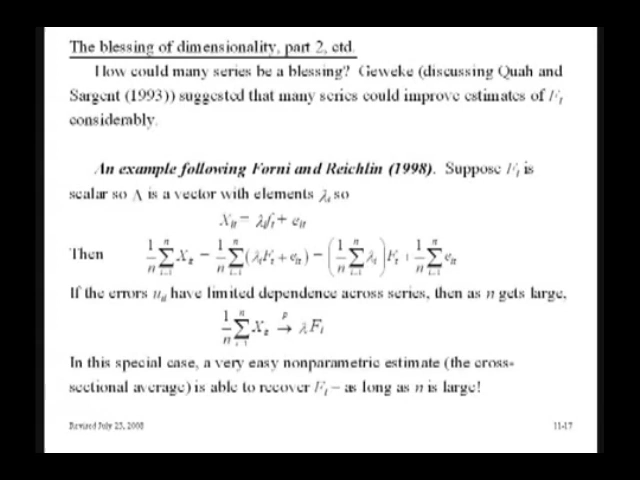 The blessing of dimensionality, part 2, ctd.
How could many series be a blessing? Geweke (discussing Quah and
Sargent (1993)) suggested that many series could improve estimates of F_t
considerably.
An example following Forni and Reichlin (1998). Suppose F_t is
scalar so Λ is a vector with elements λ_i so
X_it = λ_i f_t + e_it
Then 1/n Σ_{i=1}^n X_it = 1/n Σ_{i=1}^n (λ_i F_t + e_it) = (1/n Σ_{i=1}^n λ_i) F_t + 1/n Σ_{i=1}^n e_it
If the errors u_it have limited dependence across series, then as n gets large,
1/n Σ_{i=1}^n X_it →^p λ F_t
In this special case, a very easy nonparametric estimate (the cross-
sectional average) is able to recover F_t – as long as n is large!
Revised July 23, 2008 11-17